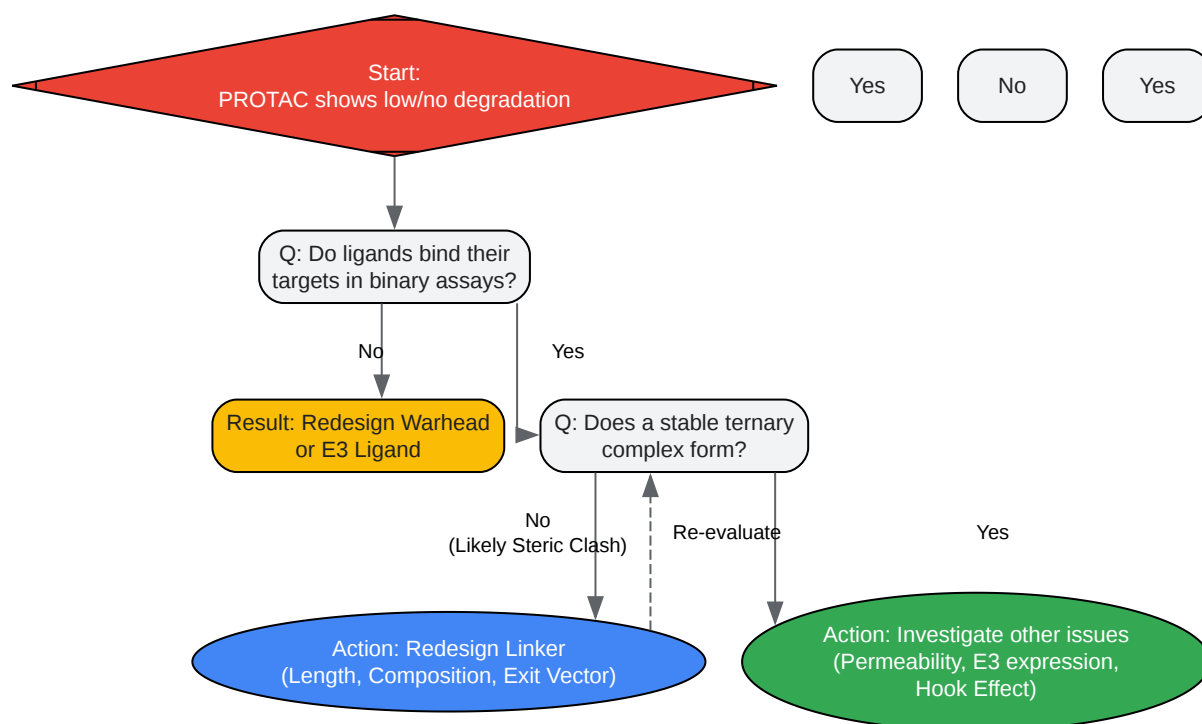 Start:
PROTAC shows low/no degradation
Yes
No
Yes
Q: Do ligands bind their
targets in binary assays?
No
Yes
Result: Redesign Warhead
or E3 Ligand
Q: Does a stable ternary
complex form?
No
(Likely Steric Clash)
Re-evaluate
Yes
Action: Redesign Linker
(Length, Composition, Exit Vector)
Action: Investigate other issues
(Permeability, E3 expression,
Hook Effect)